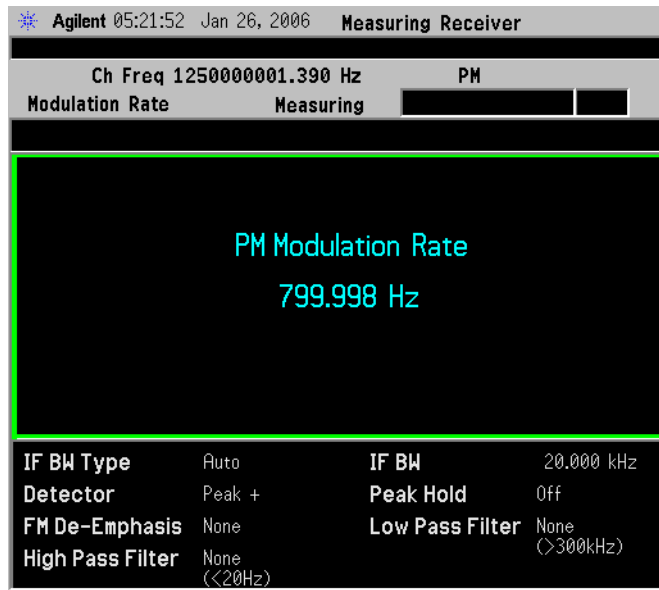 Agilent 05:21:52 Jan 26, 2006 Measuring Receiver
Ch Freq 1250000001.390 Hz PM
Modulation Rate Measuring
PM Modulation Rate
799.998 Hz
IF BW Type Auto IF BW 20.000 kHz
Detector Peak + Peak Hold Off
FM De-Emphasis None Low Pass Filter None
(>300kHz)
High Pass Filter None
(<20Hz)